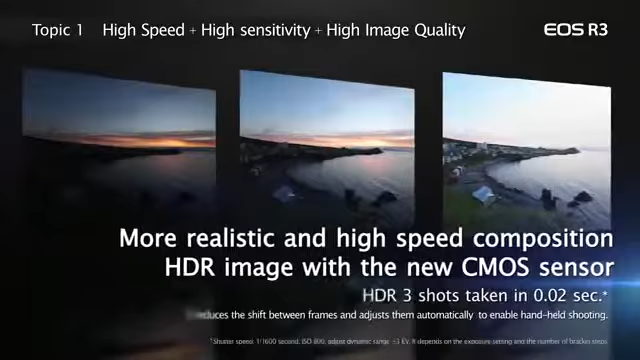 Topic 1 High Speed + High sensitivity + High Image Quality
EOS R3
More realistic and high speed composition
HDR image with the new CMOS sensor
HDR 3 shots taken in 0.02 sec.*
the shift between frames and adjusts them automatically to enable hand-held shooting.
*Shutter speed: 1/1600 second, ISO 800, adjust dynamic range: ±3 EV. It depends on the exposure setting and the number of bracket steps.